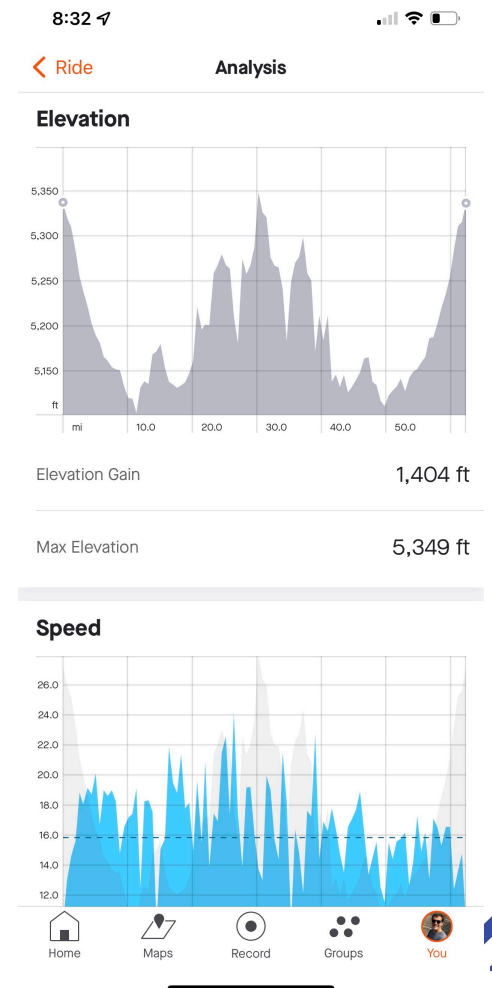 8:32
Ride
Analysis
Elevation
5,350
5,300
5,250
5,200
5,150
ft
mi 10.0 20.0 30.0 40.0 50.0
Elevation Gain 1,404 ft
Max Elevation 5,349 ft
Speed
26.0
24.0
22.0
20.0
18.0
16.0
14.0
12.0
Home Maps Record Groups You